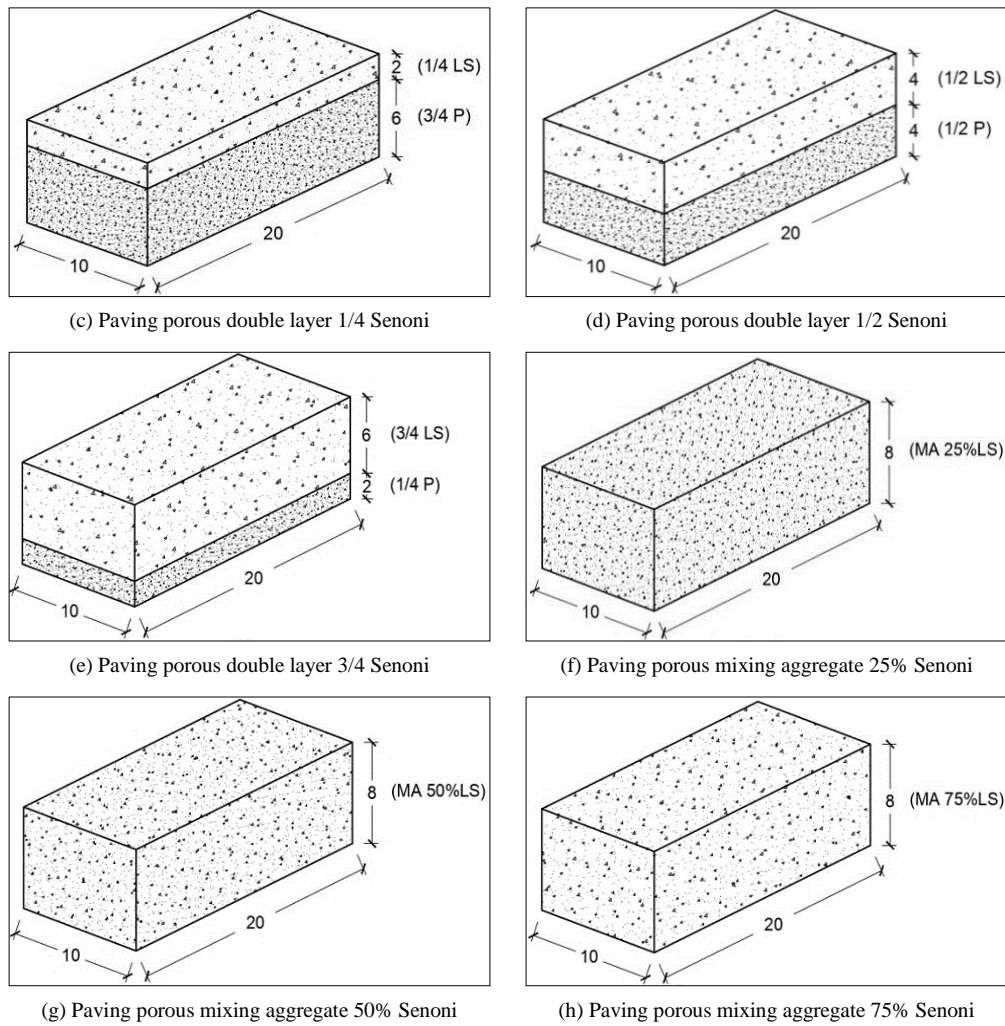 2 (1/4 LS)
6 (3/4 P)
20
10
(c) Paving porous double layer 1/4 Senoni
4 (1/2 LS)
4 (1/2 P)
20
10
(d) Paving porous double layer 1/2 Senoni
6 (3/4 LS)
2 (1/4 P)
20
10
(e) Paving porous double layer 3/4 Senoni
8 (MA 25%LS)
20
10
(f) Paving porous mixing aggregate 25% Senoni
8 (MA 50%LS)
20
10
(g) Paving porous mixing aggregate 50% Senoni
8 (MA 75%LS)
20
10
(h) Paving porous mixing aggregate 75% Senoni